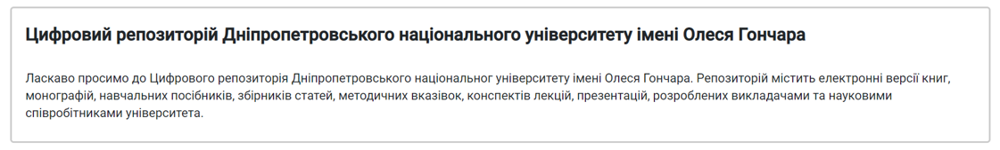 Цифровий репозиторій Дніпропетровського національного університету імені Олеся Гончара
Ласкаво просимо до Цифрового репозиторія Дніпропетровського національног університету імені Олеся Гончара. Репозиторій містить електронні версії книг,
монографій, навчальних посібників, збірників статей, методичних вказівок, конспектів лекцій, презентацій, розроблених викладачами та науковими
співробітниками університета.